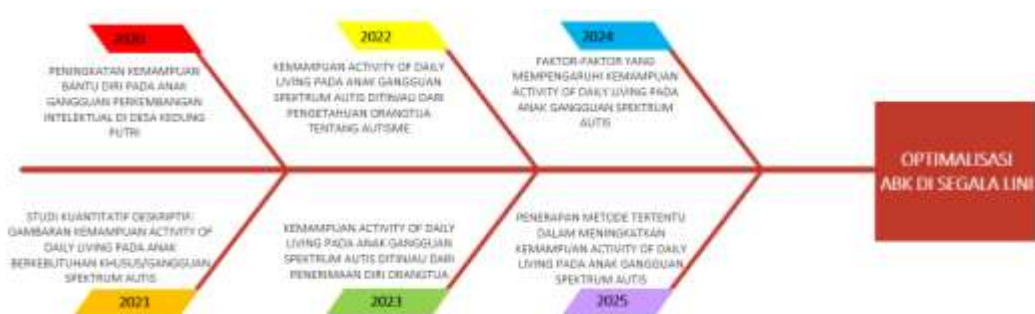 2020
PENINGKATAN KEMAMPUAN
BANTU DIRI PADA ANAK
GANGGUAN PERKEMBANGAN
INTELEKTUAL DI DESA KEDUNG
PUTRI
2022
KEMAMPUAN ACTIVITY OF DAILY
LIVING PADA ANAK GANGGUAN
SPEKTRUM AUTIS DITINJAU DARI
PENGETAHUAN ORANGTUA
TENTANG AUTISME
2024
FAKTOR-FAKTOR YANG
MEMPENGARUHI KEMAMPUAN
ACTIVITY OF DAILY LIVING PADA
ANAK GANGGUAN SPEKTRUM
AUTIS
OPTIMALISASI
ABK DI SEGALA LINI
STUDI KUANTITATIF DESKRIPTIF:
GAMBARAN KEMAMPUAN ACTIVITY OF
DAILY LIVING PADA ANAK
BERKEBUTUHAN KHUSUS/GANGGUAN
SPEKTRUM AUTIS
2021
KEMAMPUAN ACTIVITY OF DAILY
LIVING PADA ANAK GANGGUAN
SPEKTRUM AUTIS DITINJAU DARI
PENERIMAAN DIRI ORANGTUA
2023
PENERAPAN METODE TERTENTU
DALAM MENINGKATKAN
KEMAMPUAN ACTIVITY OF DAILY
LIVING PADA ANAK GANGGUAN
SPEKTRUM AUTIS
2025